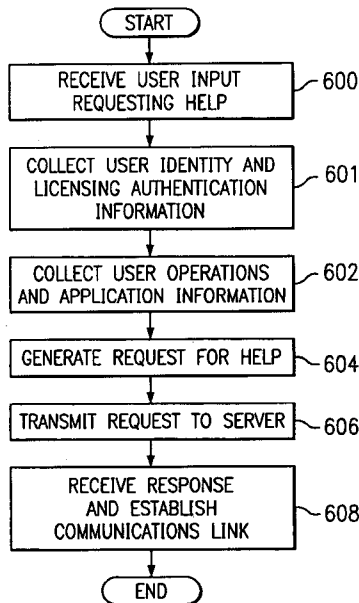 START
RECEIVE USER INPUT
REQUESTING HELP
600
COLLECT USER IDENTITY AND
LICENSING AUTHENTICATION
INFORMATION
601
COLLECT USER OPERATIONS
AND APPLICATION INFORMATION
602
GENERATE REQUEST FOR HELP
604
TRANSMIT REQUEST TO SERVER
606
RECEIVE RESPONSE
AND ESTABLISH
COMMUNICATIONS LINK
608
END